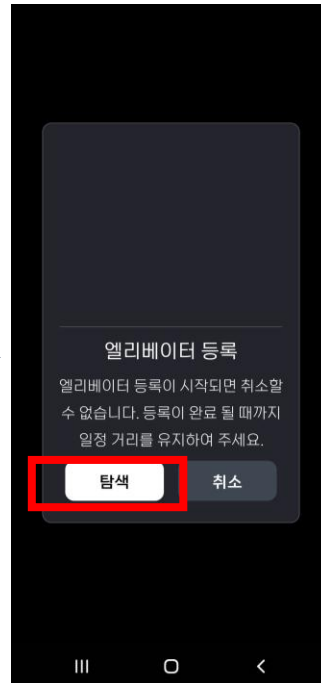 엘리베이터 등록
엘리베이터 등록이 시작되면 취소할
수 없습니다. 등록이 완료 될 때까지
일정 거리를 유지하여 주세요.
탐색 취소